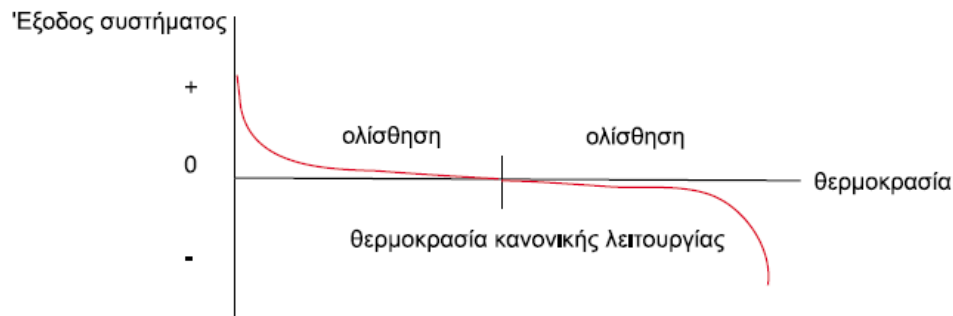 Έξοδος συστήματος
+
ολίσθηση
ολίσθηση
0
θερμοκρασία
θερμοκρασία κανονικής λειτουργίας
-